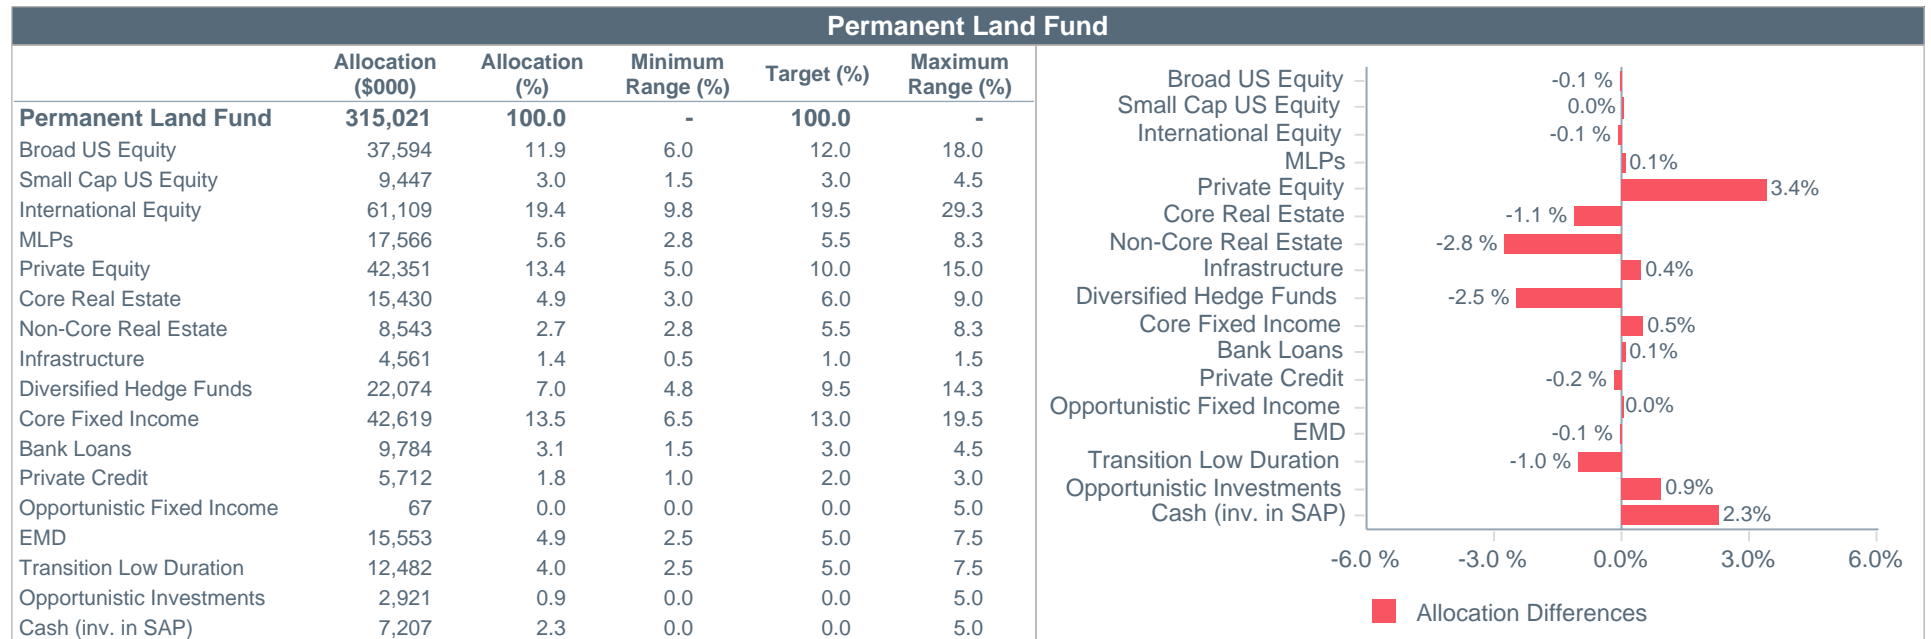 Permanent Land Fund
Allocation ($000) Allocation (%) Minimum Range (%) Target (%) Maximum Range (%)
Permanent Land Fund 315,021 100.0 - 100.0 -
Broad US Equity 37,594 11.9 6.0 12.0 18.0
Small Cap US Equity 9,447 3.0 1.5 3.0 4.5
International Equity 61,109 19.4 9.8 19.5 29.3
MLPs 17,566 5.6 2.8 5.5 8.3
Private Equity 42,351 13.4 5.0 10.0 15.0
Core Real Estate 15,430 4.9 3.0 6.0 9.0
Non-Core Real Estate 8,543 2.7 2.8 5.5 8.3
Infrastructure 4,561 1.4 0.5 1.0 1.5
Diversified Hedge Funds 22,074 7.0 4.8 9.5 14.3
Core Fixed Income 42,619 13.5 6.5 13.0 19.5
Bank Loans 9,784 3.1 1.5 3.0 4.5
Private Credit 5,712 1.8 1.0 2.0 3.0
Opportunistic Fixed Income 67 0.0 0.0 0.0 5.0
EMD 15,553 4.9 2.5 5.0 7.5
Transition Low Duration 12,482 4.0 2.5 5.0 7.5
Opportunistic Investments 2,921 0.9 0.0 0.0 5.0
Cash (inv. in SAP) 7,207 2.3 0.0 0.0 5.0
Broad US Equity -0.1 %
Small Cap US Equity 0.0%
International Equity -0.1 %
MLPs 0.1%
Private Equity 3.4%
Core Real Estate -1.1 %
Non-Core Real Estate -2.8 %
Infrastructure 0.4%
Diversified Hedge Funds -2.5 %
Core Fixed Income 0.5%
Bank Loans 0.1%
Private Credit -0.2 %
Opportunistic Fixed Income 0.0%
EMD -0.1 %
Transition Low Duration -1.0 %
Opportunistic Investments 0.9%
Cash (inv. in SAP) 2.3%
-6.0 % -3.0 % 0.0% 3.0% 6.0%
Allocation Differences